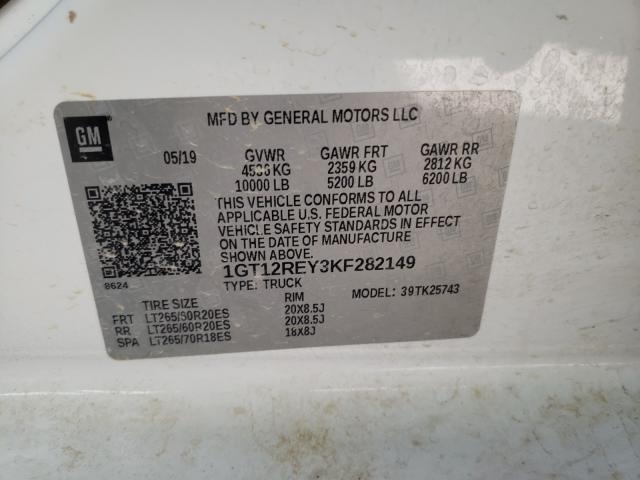 GM
MFD BY GENERAL MOTORS LLC
05/19 GVWR GAWR FRT GAWR RR
4536 KG 2359 KG 2812 KG
10000 LB 5200 LB 6200 LB
THIS VEHICLE CONFORMS TO ALL
APPLICABLE U.S. FEDERAL MOTOR
VEHICLE SAFETY STANDARDS IN EFFECT
ON THE DATE OF MANUFACTURE
SHOWN ABOVE.
8624
1GT12REY3KF282149
TYPE: TRUCK MODEL: 39TK25743
TIRE SIZE RIM
FRT LT265/60R20ES 20X8.5J
RR LT265/60R20ES 20X8.5J
SPA LT265/70R18ES 18X8J